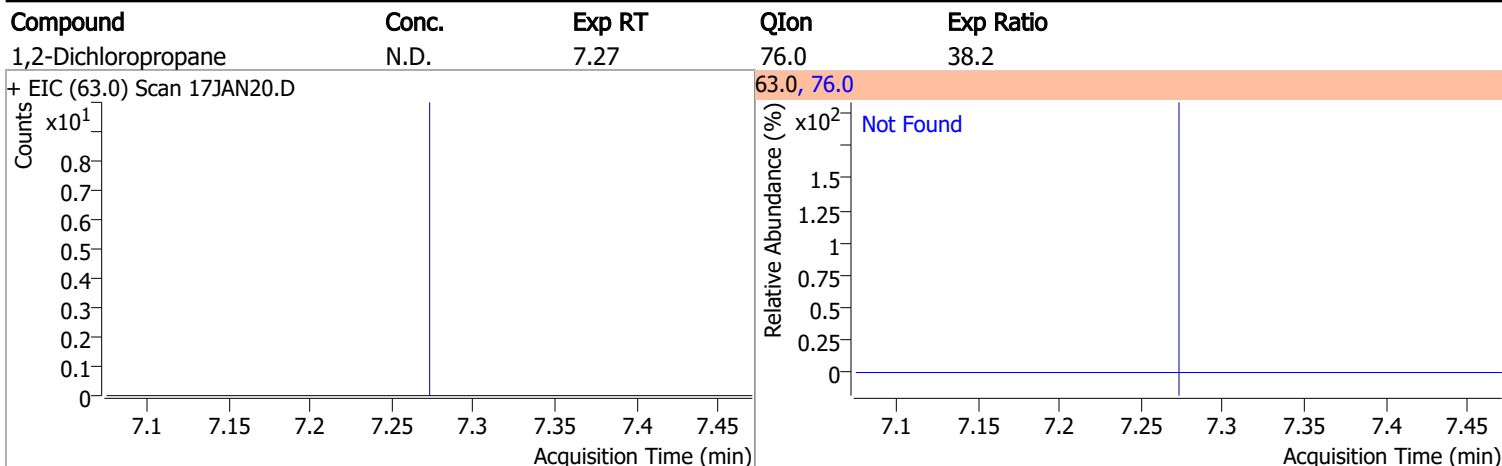 Compound Conc. Exp RT QIon Exp Ratio
1,2-Dichloropropane N.D. 7.27 76.0 38.2
+ EIC (63.0) Scan 17JAN20.D
Counts
x10¹
0.8
0.7
0.6
0.5
0.4
0.3
0.2
0.1
0
7.1 7.15 7.2 7.25 7.3 7.35 7.4 7.45
Acquisition Time (min)
63.0, 76.0
Relative Abundance (%)
x10²
Not Found
1.5
1.25
1
0.75
0.5
0.25
0
7.1 7.15 7.2 7.25 7.3 7.35 7.4 7.45
Acquisition Time (min)